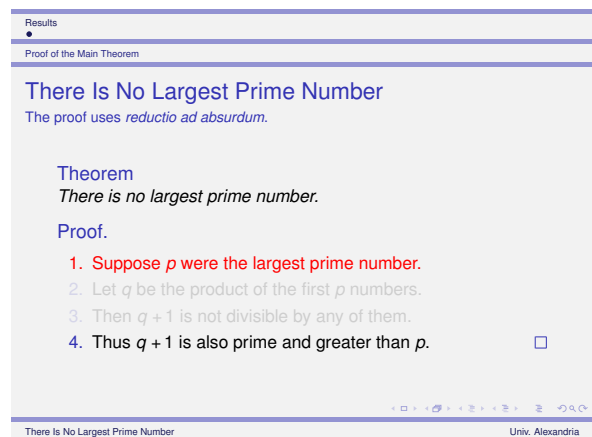 Results
Proof of the Main Theorem
There Is No Largest Prime Number
The proof uses reductio ad absurdum.
Theorem
There is no largest prime number.
Proof.
1. Suppose p were the largest prime number.
2. Let q be the product of the first p numbers.
3. Then q + 1 is not divisible by any of them.
4. Thus q + 1 is also prime and greater than p.
There Is No Largest Prime Number Univ. Alexandria